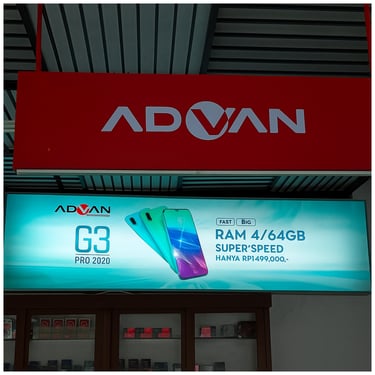 ADVAN
ADVAN
G3
PRO 2020
FAST BIG
RAM 4/64GB
SUPER'SPEED
HANYA RP1499,000,-